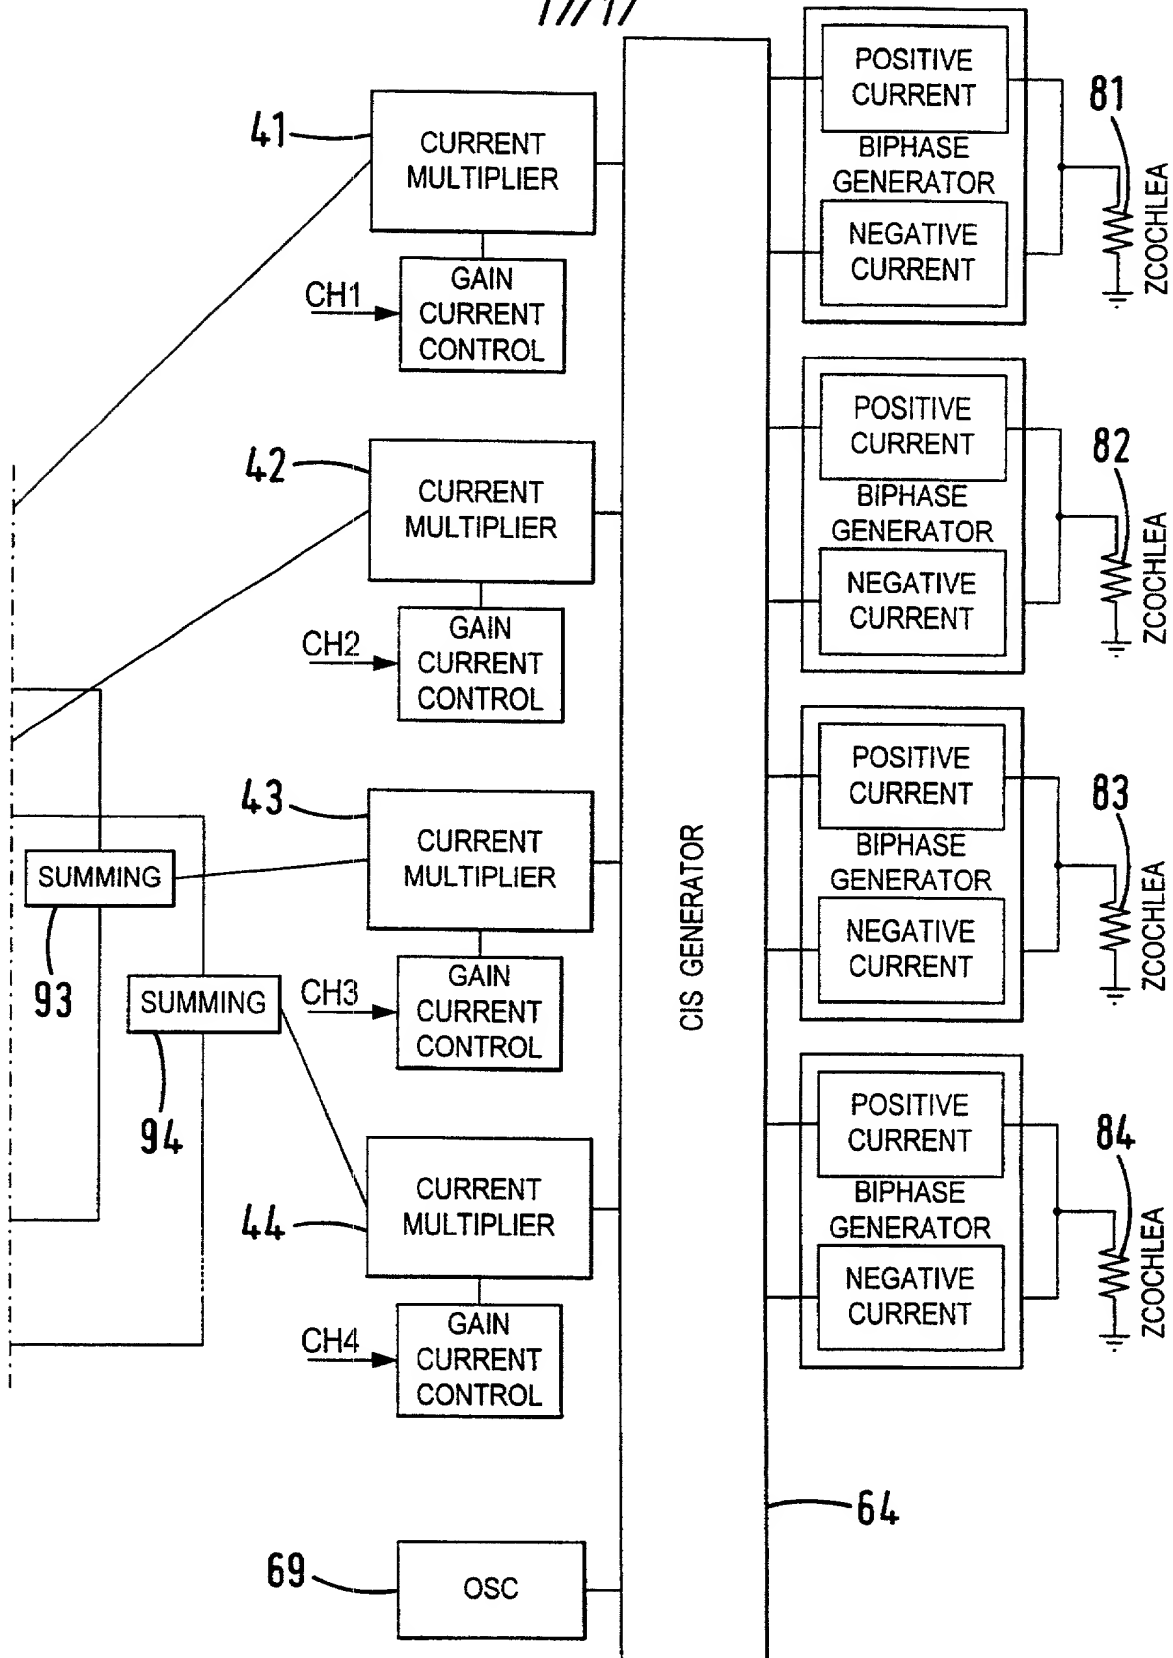 17/17
41
CURRENT
MULTIPLIER
CH1
GAIN
CURRENT
CONTROL
42
CURRENT
MULTIPLIER
CH2
GAIN
CURRENT
CONTROL
43
CURRENT
MULTIPLIER
SUMMING
93
CH3
GAIN
CURRENT
CONTROL
SUMMING
94
44
CURRENT
MULTIPLIER
CH4
GAIN
CURRENT
CONTROL
69
OSC
CIS GENERATOR
64
POSITIVE
CURRENT
BIPHASE
GENERATOR
NEGATIVE
CURRENT
81
ZCOCHLEA
POSITIVE
CURRENT
BIPHASE
GENERATOR
NEGATIVE
CURRENT
82
ZCOCHLEA
POSITIVE
CURRENT
BIPHASE
GENERATOR
NEGATIVE
CURRENT
83
ZCOCHLEA
POSITIVE
CURRENT
BIPHASE
GENERATOR
NEGATIVE
CURRENT
84
ZCOCHLEA